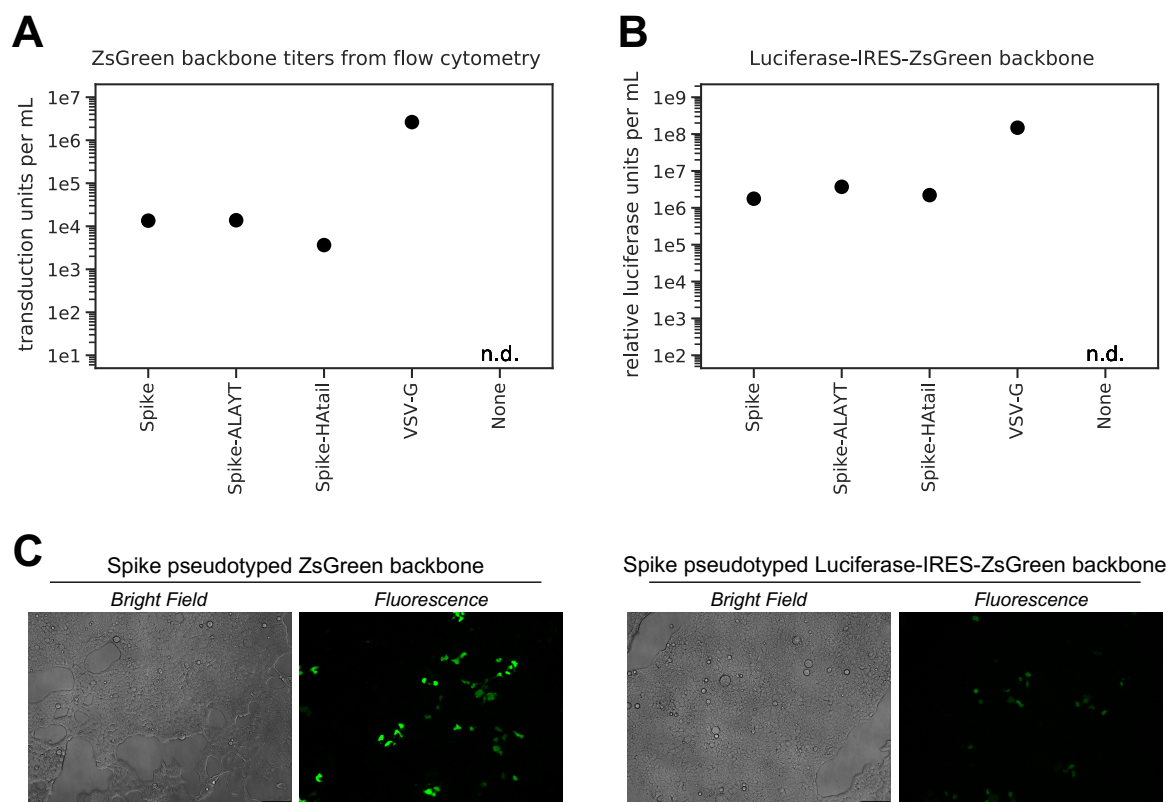 A
ZsGreen backbone titers from flow cytometry
transduction units per mL
1e7
1e6
1e5
1e4
1e3
1e2
1e1
n.d.
Spike
Spike-ALAYT
Spike-HAtail
VSV-G
None
B
Luciferase-IRES-ZsGreen backbone
relative luciferase units per mL
1e9
1e8
1e7
1e6
1e5
1e4
1e3
1e2
n.d.
Spike
Spike-ALAYT
Spike-HAtail
VSV-G
None
C
Spike pseudotyped ZsGreen backbone
Bright Field
Fluorescence
Spike pseudotyped Luciferase-IRES-ZsGreen backbone
Bright Field
Fluorescence